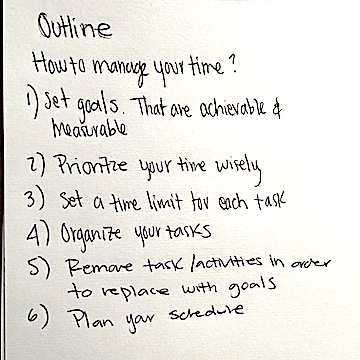 Outline
How to manage your time?
1) Set goals. That are achievable &
measurable
2) Prioritize your time wisely
3) Set a time limit for each task
4) Organize your tasks
5) Remove task/activities in order
to replace with goals
6) Plan your schedule